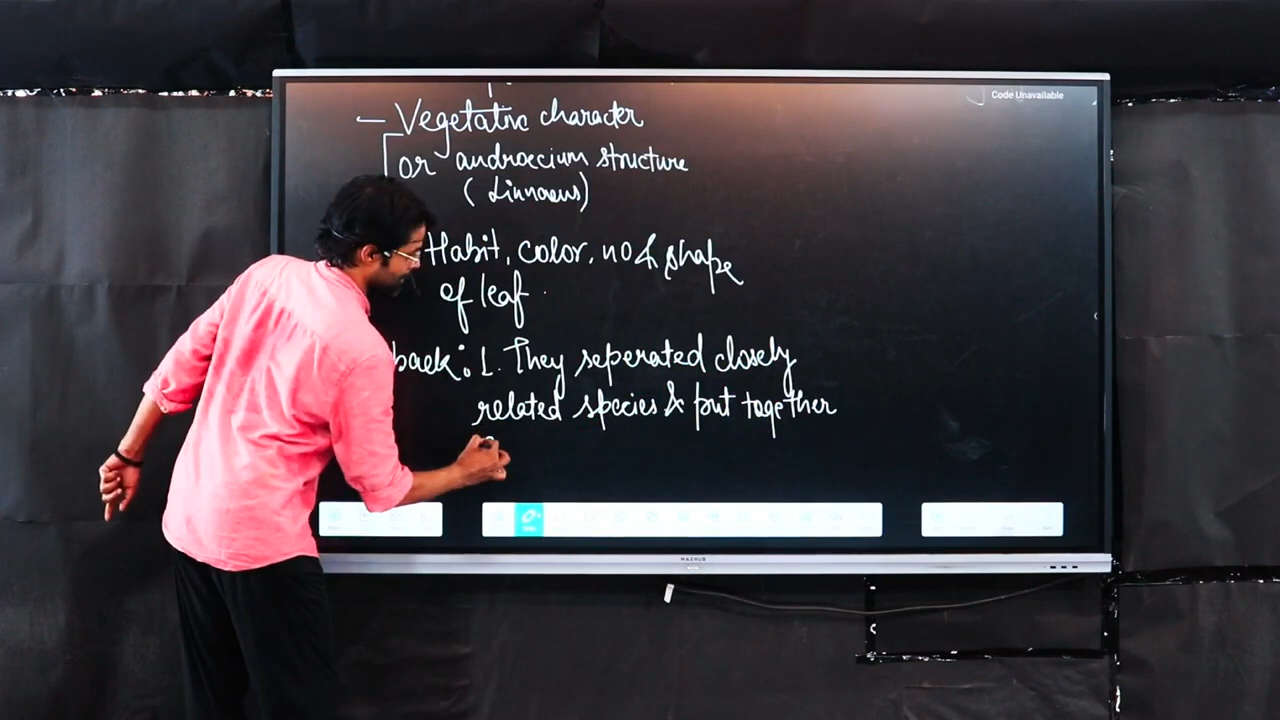 Code Unavailable
– Vegetative character
or androecium structure
(Linnaeus)
Habit, color, no & shape
of leaf.
back: 1. They seperated closely
related species & put together
MAXHUB